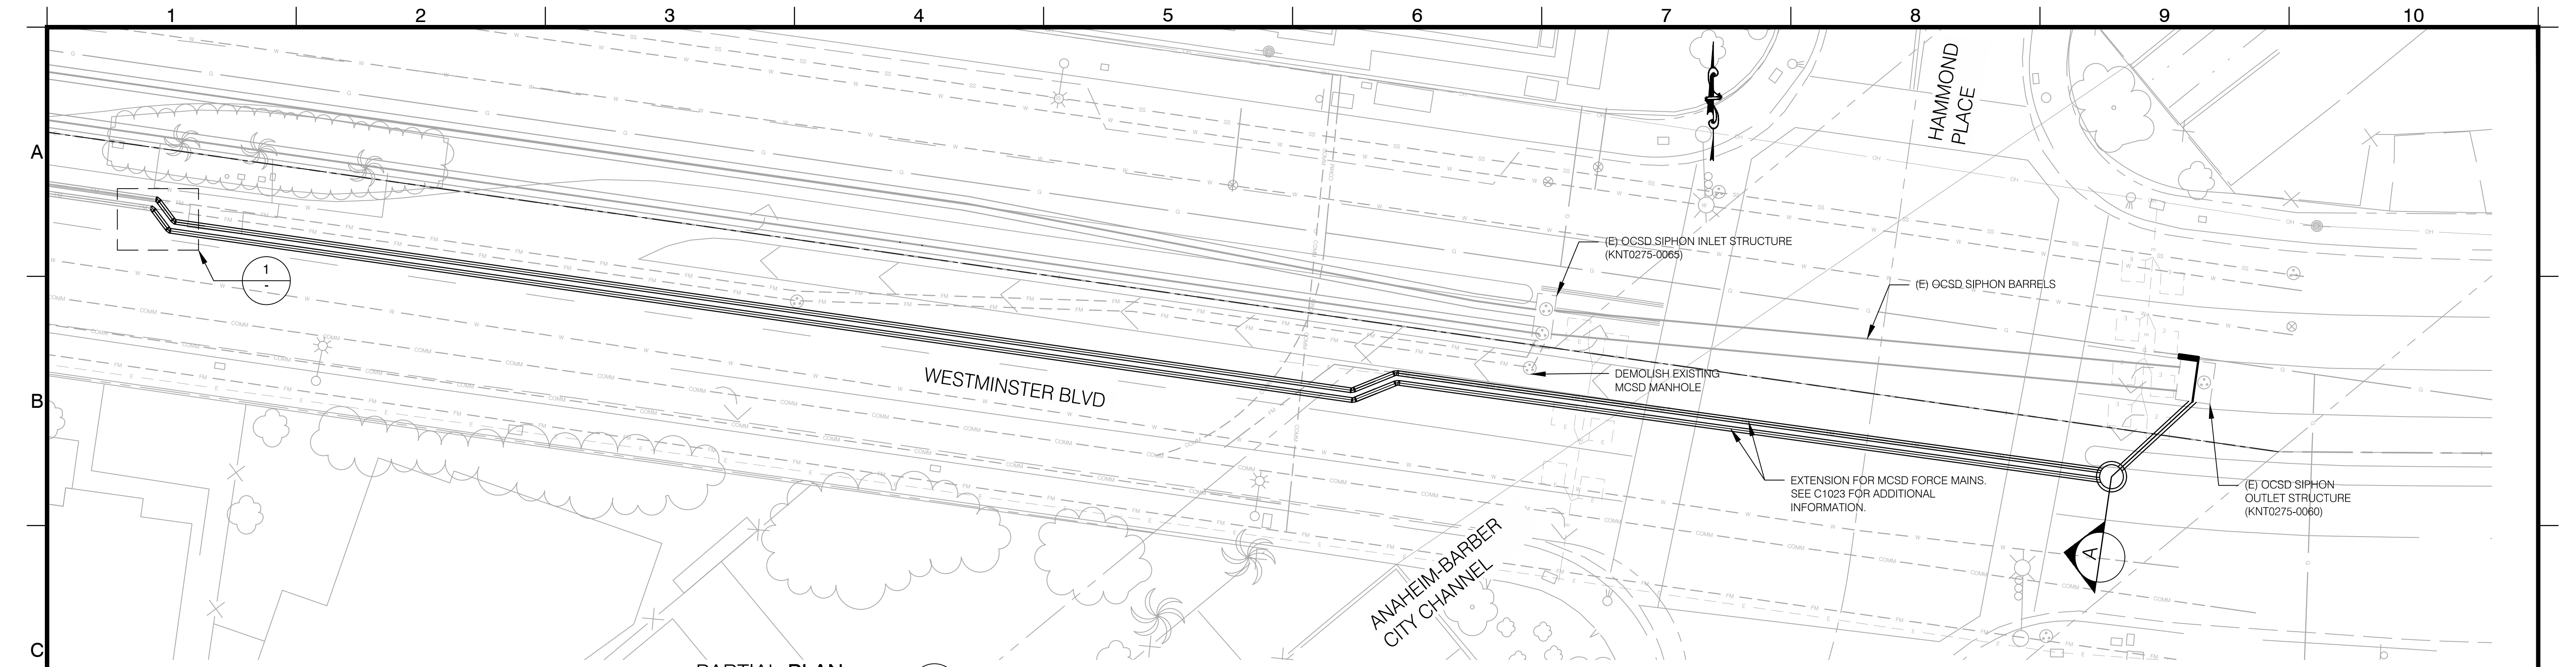 1 2 3 4 5 6 7 8 9 10
A
HAMMOND
PLACE
(E) OCSD SIPHON INLET STRUCTURE
(KNT0275-0065)
1
-
(E) OCSD SIPHON BARRELS
B
WESTMINSTER BLVD
DEMOLISH EXISTING
MCSD MANHOLE
EXTENSION FOR MCSD FORCE MAINS.
SEE C1023 FOR ADDITIONAL
INFORMATION.
(E) OCSD SIPHON
OUTLET STRUCTURE
(KNT0275-0060)
ANAHEIM-BARBER
CITY CHANNEL
A
C
PARTIAL PLAN